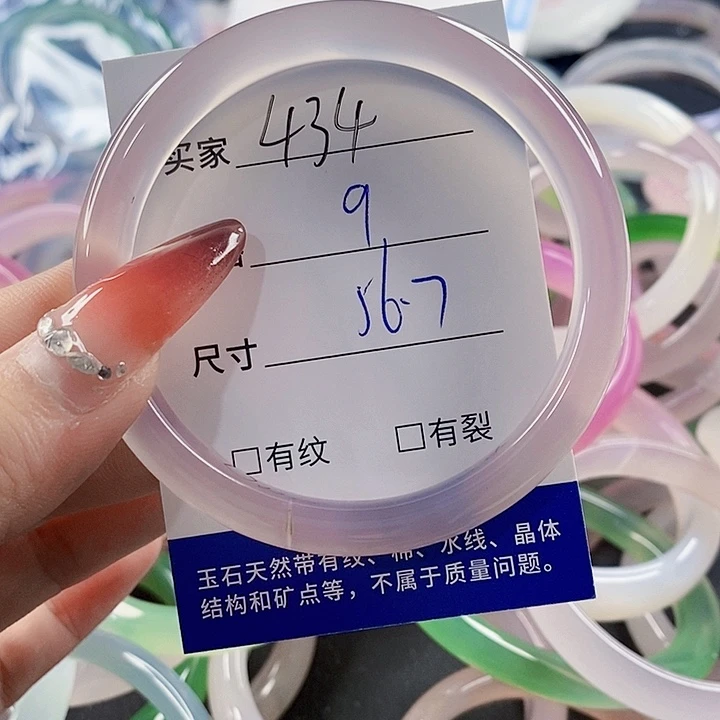 买家 434
9
尺寸 56.7
□有纹 □有裂
玉石天然带有纹、棉、水线、晶体
结构和矿点等，不属于质量问题。